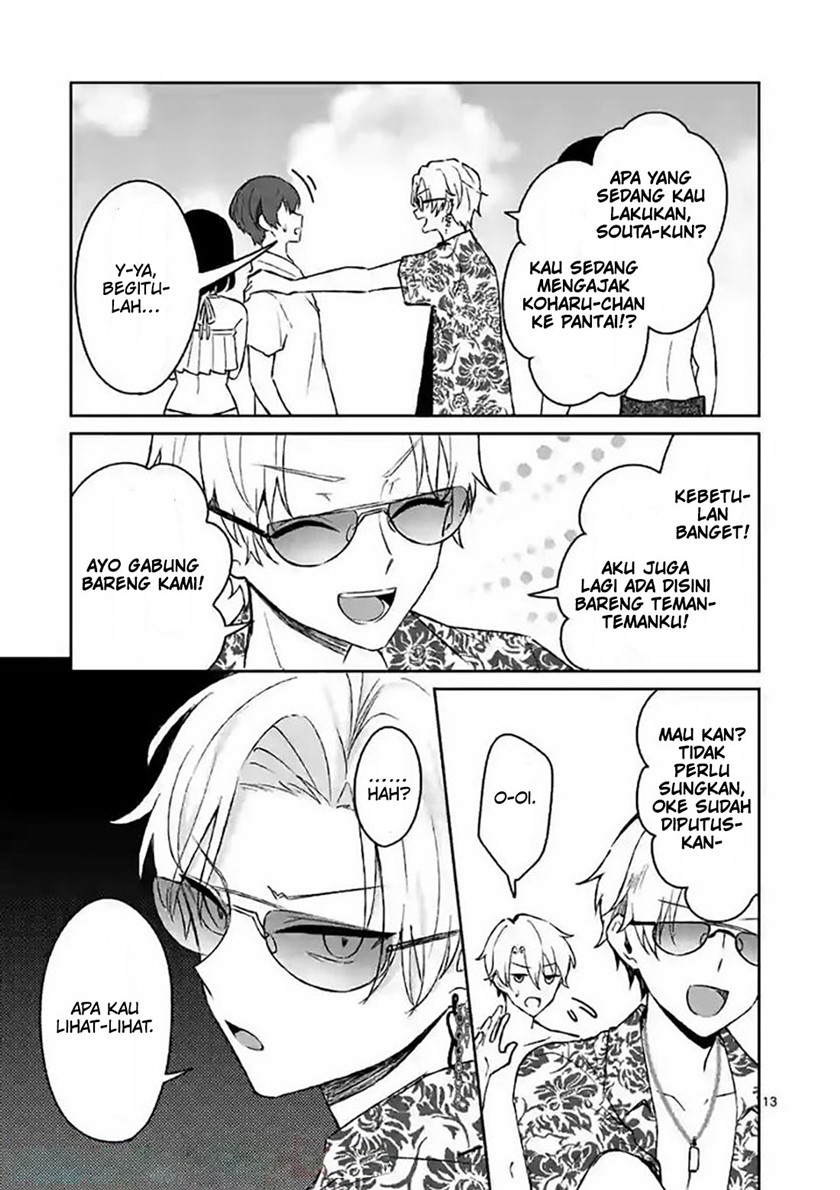 APA YANG
SEDANG KAU
LAKUKAN,
SOUTA-KUN?
KAU SEDANG
MENGAJAK
KOHARU-CHAN
KE PANTAI!?
Y-YA,
BEGITU-
LAH...
KEBETU-
LAN
BANGET!
AKU JUGA
LAGI ADA DISINI
BARENG TEMAN-
TEMANKU!
AYO GABUNG
BARENG KAMI!
MAU KAN?
TIDAK
PERLU
SUNGKAN,
OKE SUDAH
DIPUTUS-
KAN-
O-OI.
......
HAH?
APA KAU
LIHAT-LIHAT.
13